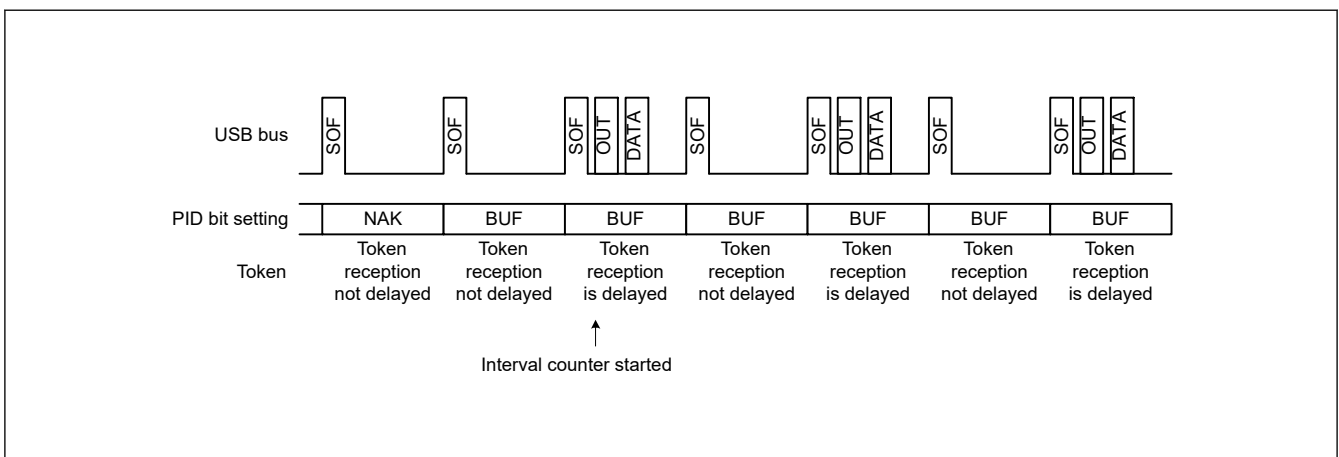 USB bus
SOF
SOF
SOF OUT DATA
SOF
SOF OUT DATA
SOF
SOF OUT DATA
PID bit setting
NAK BUF BUF BUF BUF BUF BUF
Token
Token
reception
not delayed
Token
reception
not delayed
Token
reception
is delayed
Token
reception
not delayed
Token
reception
is delayed
Token
reception
not delayed
Token
reception
is delayed
Interval counter started